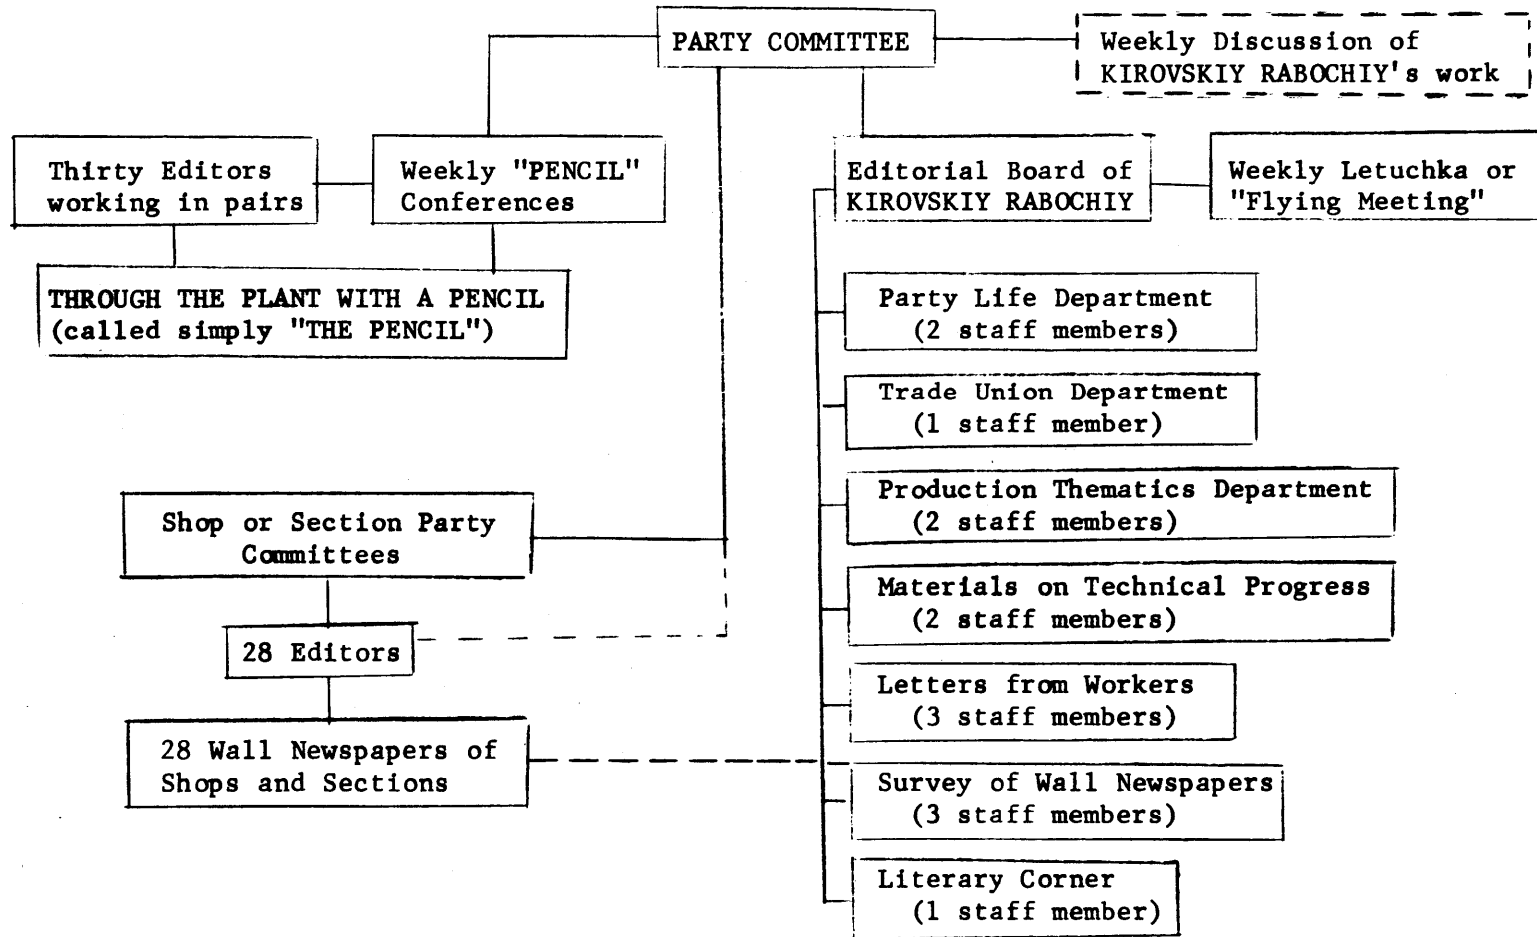 PARTY COMMITTEE
Weekly Discussion of
KIROVSKIY RABOCHIY's work
Thirty Editors
working in pairs
Weekly "PENCIL"
Conferences
Editorial Board of
KIROVSKIY RABOCHIY
Weekly Letuchka or
"Flying Meeting"
THROUGH THE PLANT WITH A PENCIL
(called simply "THE PENCIL")
Party Life Department
(2 staff members)
Trade Union Department
(1 staff member)
Production Thematics Department
(2 staff members)
Shop or Section Party
Committees
Materials on Technical Progress
(2 staff members)
28 Editors
Letters from Workers
(3 staff members)
28 Wall Newspapers of
Shops and Sections
Survey of Wall Newspapers
(3 staff members)
Literary Corner
(1 staff member)